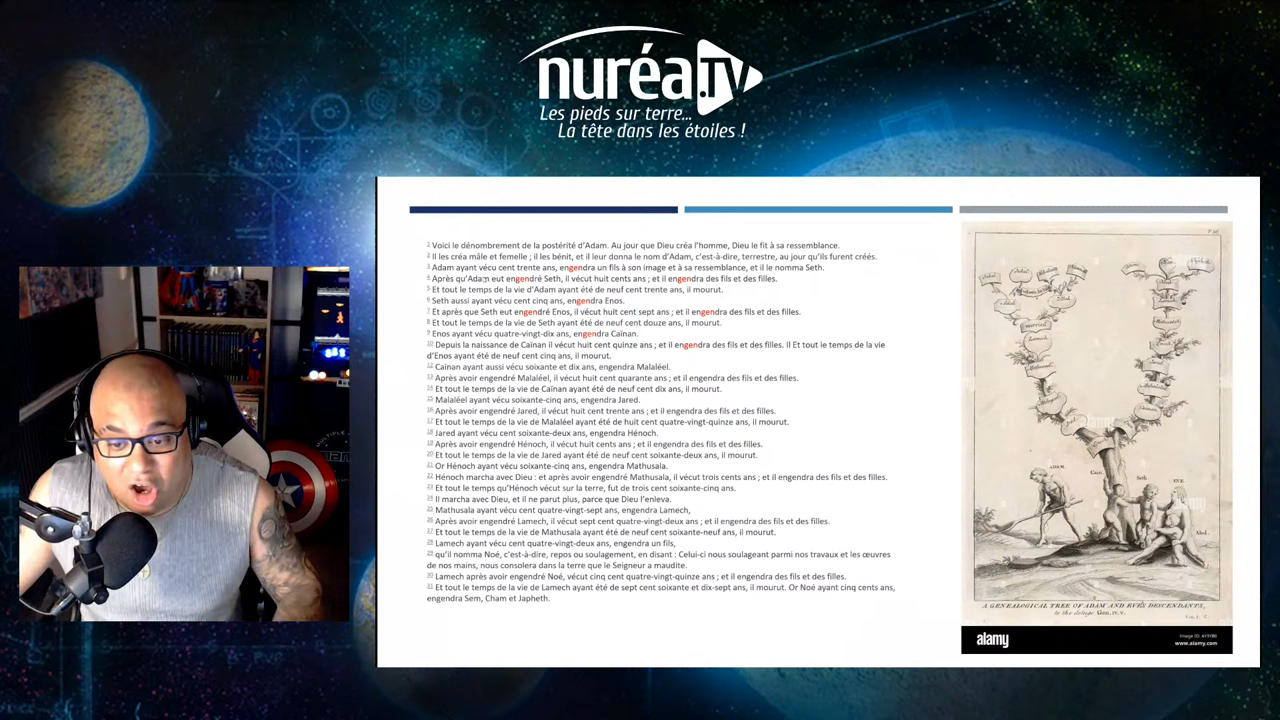 nuréa.TV
Les pieds sur terre...
La tête dans les étoiles !
1 Voici le dénombrement de la postérité d'Adam. Au jour que Dieu créa l'homme, Dieu le fit à sa ressemblance.
2 Il les créa mâle et femelle ; il les bénit, et il leur donna le nom d'Adam, c'est-à-dire, terrestre, au jour qu'ils furent créés.
3 Adam ayant vécu cent trente ans, engendra un fils à son image et à sa ressemblance, et il le nomma Seth.
4 Après qu'Adam eut engendré Seth, il vécut huit cents ans ; et il engendra des fils et des filles.
5 Et tout le temps de la vie d'Adam ayant été de neuf cent trente ans, il mourut.
6 Seth aussi ayant vécu cent cinq ans, engendra Enos.
7 Et après que Seth eut engendré Enos, il vécut huit cent sept ans ; et il engendra des fils et des filles.
8 Et tout le temps de la vie de Seth ayant été de neuf cent douze ans, il mourut.
9 Enos ayant vécu quatre-vingt-dix ans, engendra Caïnan.
10 Depuis la naissance de Caïnan il vécut huit cent quinze ans ; et il engendra des fils et des filles. II Et tout le temps de la vie
d'Enos ayant été de neuf cent cinq ans, il mourut.
12 Caïnan ayant aussi vécu soixante et dix ans, engendra Malaléel.
13 Après avoir engendré Malaléel, il vécut huit cent quarante ans ; et il engendra des fils et des filles.
14 Et tout le temps de la vie de Caïnan ayant été de neuf cent dix ans, il mourut.
15 Malaléel ayant vécu soixante-cinq ans, engendra Jared.
16 Après avoir engendré Jared, il vécut huit cent trente ans ; et il engendra des fils et des filles.
17 Et tout le temps de la vie de Malaléel ayant été de huit cent quatre-vingt-quinze ans, il mourut.
18 Jared ayant vécu cent soixante-deux ans, engendra Hénoch.
19 Après avoir engendré Hénoch, il vécut huit cents ans ; et il engendra des fils et des filles.
20 Et tout le temps de la vie de Jared ayant été de neuf cent soixante-deux ans, il mourut.
21 Or Hénoch ayant vécu soixante-cinq ans, engendra Mathusala.
22 Hénoch marcha avec Dieu : et après avoir engendré Mathusala, il vécut trois cents ans ; et il engendra des fils et des filles.
23 Et tout le temps qu'Hénoch vécut sur la terre, fut de trois cent soixante-cinq ans.
24 Il marcha avec Dieu, et il ne parut plus, parce que Dieu l'enleva.
25 Mathusala ayant vécu cent quatre-vingt-sept ans, engendra Lamech,
26 Après avoir engendré Lamech, il vécut sept cent quatre-vingt-deux ans ; et il engendra des fils et des filles.
27 Et tout le temps de la vie de Mathusala ayant été de neuf cent soixante-neuf ans, il mourut.
28 Lamech ayant vécu cent quatre-vingt-deux ans, engendra un fils,
29 qu'il nomma Noé, c'est-à-dire, repos ou soulagement, en disant : Celui-ci nous soulageant parmi nos travaux et les œuvres
de nos mains, nous consolera dans la terre que le Seigneur a maudite.
30 Lamech après avoir engendré Noé, vécut cinq cent quatre-vingt-quinze ans ; et il engendra des fils et des filles.
31 Et tout le temps de la vie de Lamech ayant été de sept cent soixante et dix-sept ans, il mourut. Or Noé ayant cinq cents ans,
engendra Sem, Cham et Japheth.
ADAM.
Cain.
Seth.
EVE.
Abel.
A GENEALOGICAL TREE OF ADAM AND EVE'S DESCENDANTS,
to the deluge Gen. IV. V.
alamy
Image ID: AY9YB0
www.alamy.com